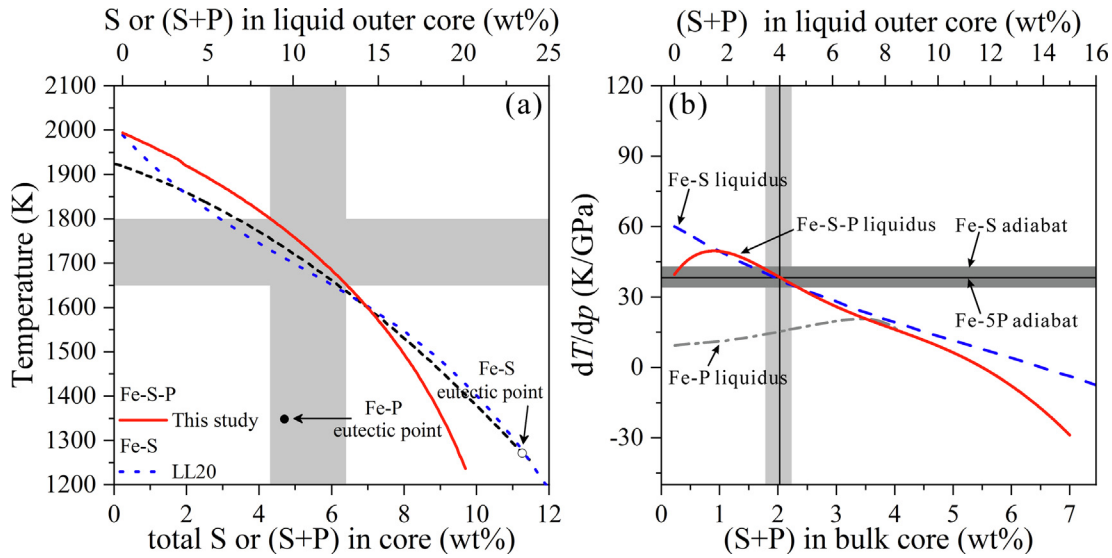 S or (S+P) in liquid outer core (wt%)
0 5 10 15 20 25
(a)
Temperature (K)
2100
2000
1900
1800
1700
1600
1500
1400
1300
1200
Fe-S
eutectic point
Fe-P
eutectic point
Fe-S-P
This study
Fe-S
LL20
0 2 4 6 8 10 12
total S or (S+P) in core (wt%)
(S+P) in liquid outer core (wt%)
0 2 4 6 8 10 12 14 16
(b)
dT/dp (K/GPa)
120
90
60
30
0
-30
Fe-S liquidus
Fe-S-P liquidus
Fe-S adiabat
Fe-5P adiabat
Fe-P liquidus
0 1 2 3 4 5 6 7
(S+P) in bulk core (wt%)